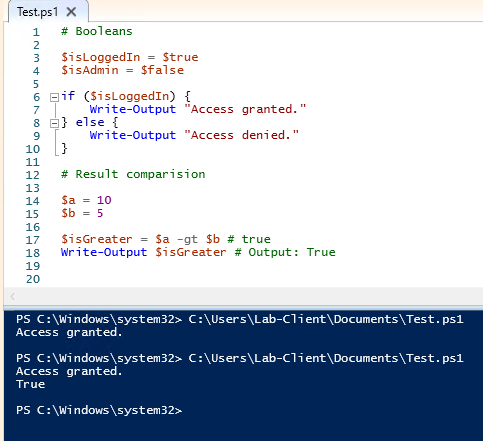 Test.ps1 X
1 # Booleans
2
3 $isLoggedIn = $true
4 $isAdmin = $false
5
6 if ($isLoggedIn) {
7 Write-Output "Access granted."
8 } else {
9 Write-Output "Access denied."
10 }
11
12 # Result comparision
13
14 $a = 10
15 $b = 5
16
17 $isGreater = $a -gt $b # true
18 Write-Output $isGreater # Output: True
19
20
PS C:\Windows\system32> C:\Users\Lab-Client\Documents\Test.ps1
Access granted.
PS C:\Windows\system32> C:\Users\Lab-Client\Documents\Test.ps1
Access granted.
True
PS C:\Windows\system32>